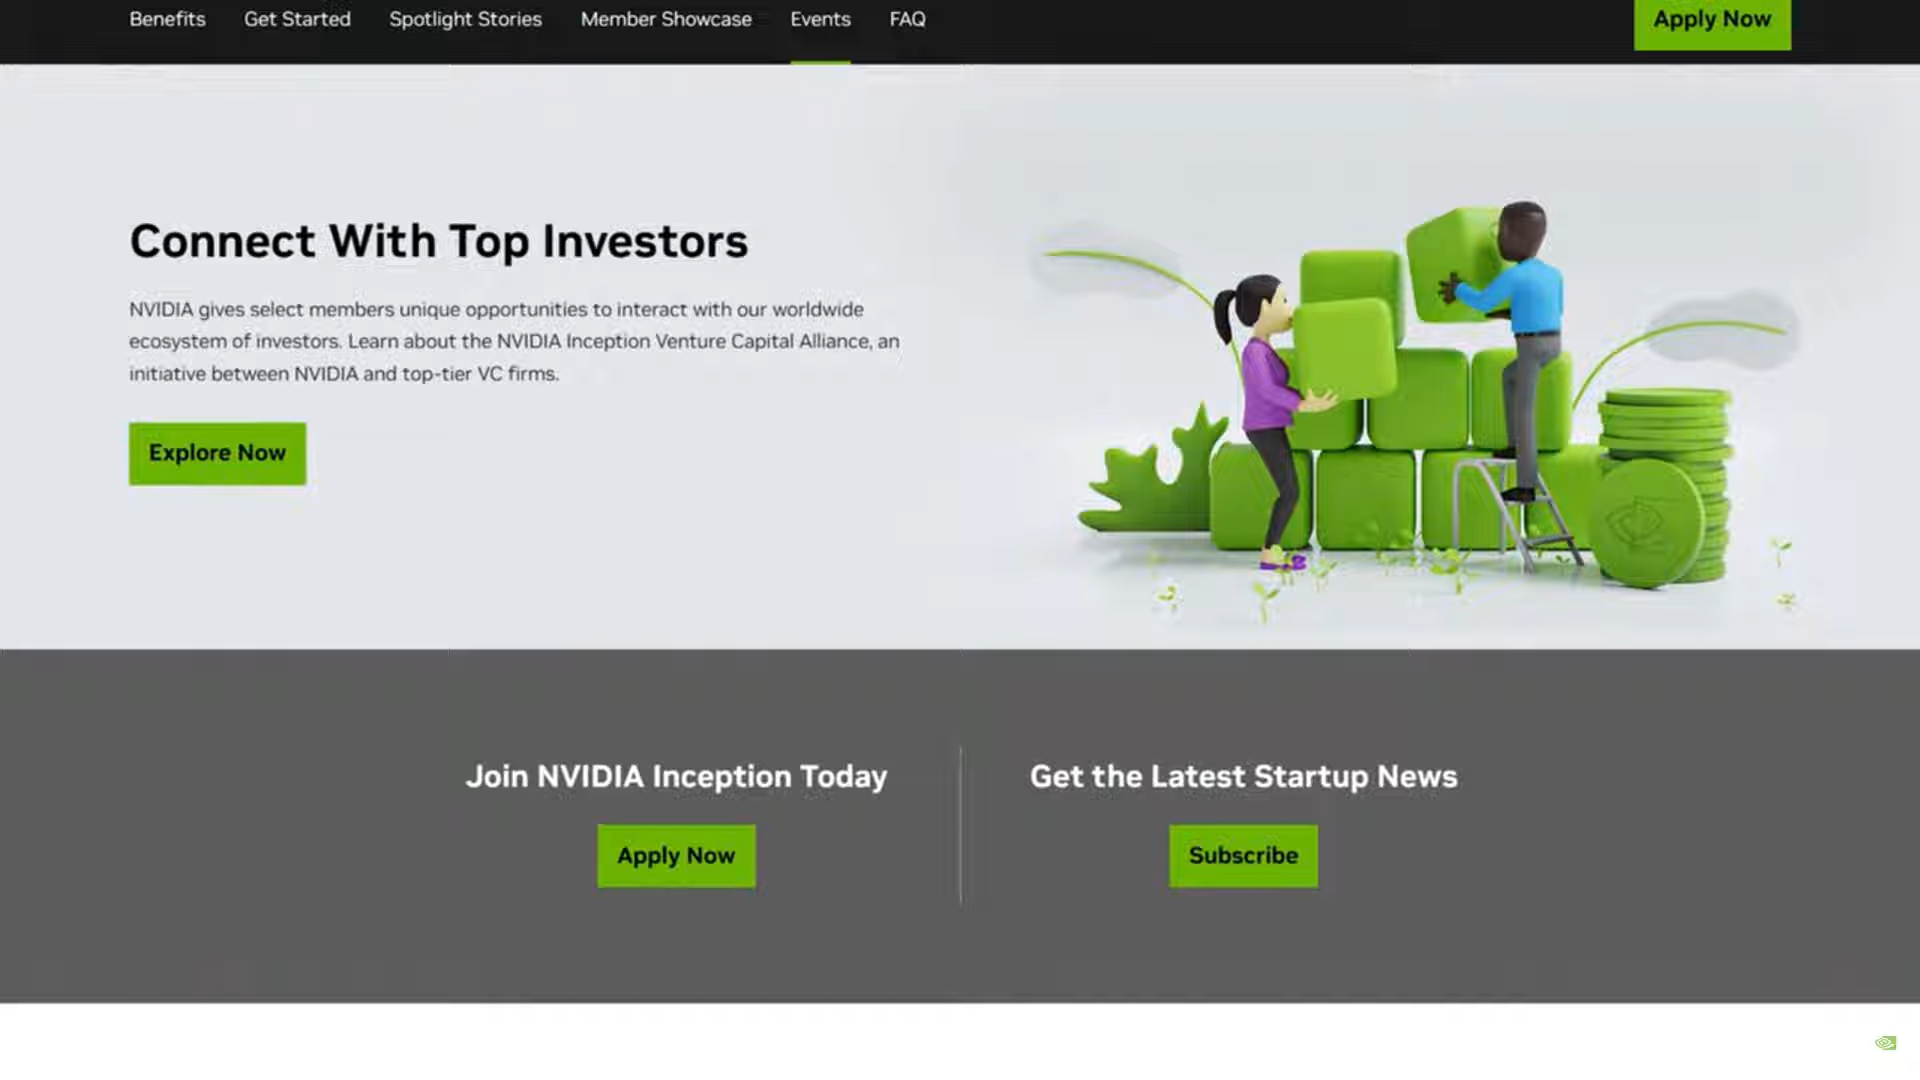 Benefits
Get Started
Spotlight Stories
Member Showcase
Events
FAQ
Apply Now
Connect With Top Investors
NVIDIA gives select members unique opportunities to interact with our worldwide
ecosystem of investors. Learn about the NVIDIA Inception Venture Capital Alliance, an
initiative between NVIDIA and top-tier VC firms.
Explore Now
Join NVIDIA Inception Today
Apply Now
Get the Latest Startup News
Subscribe